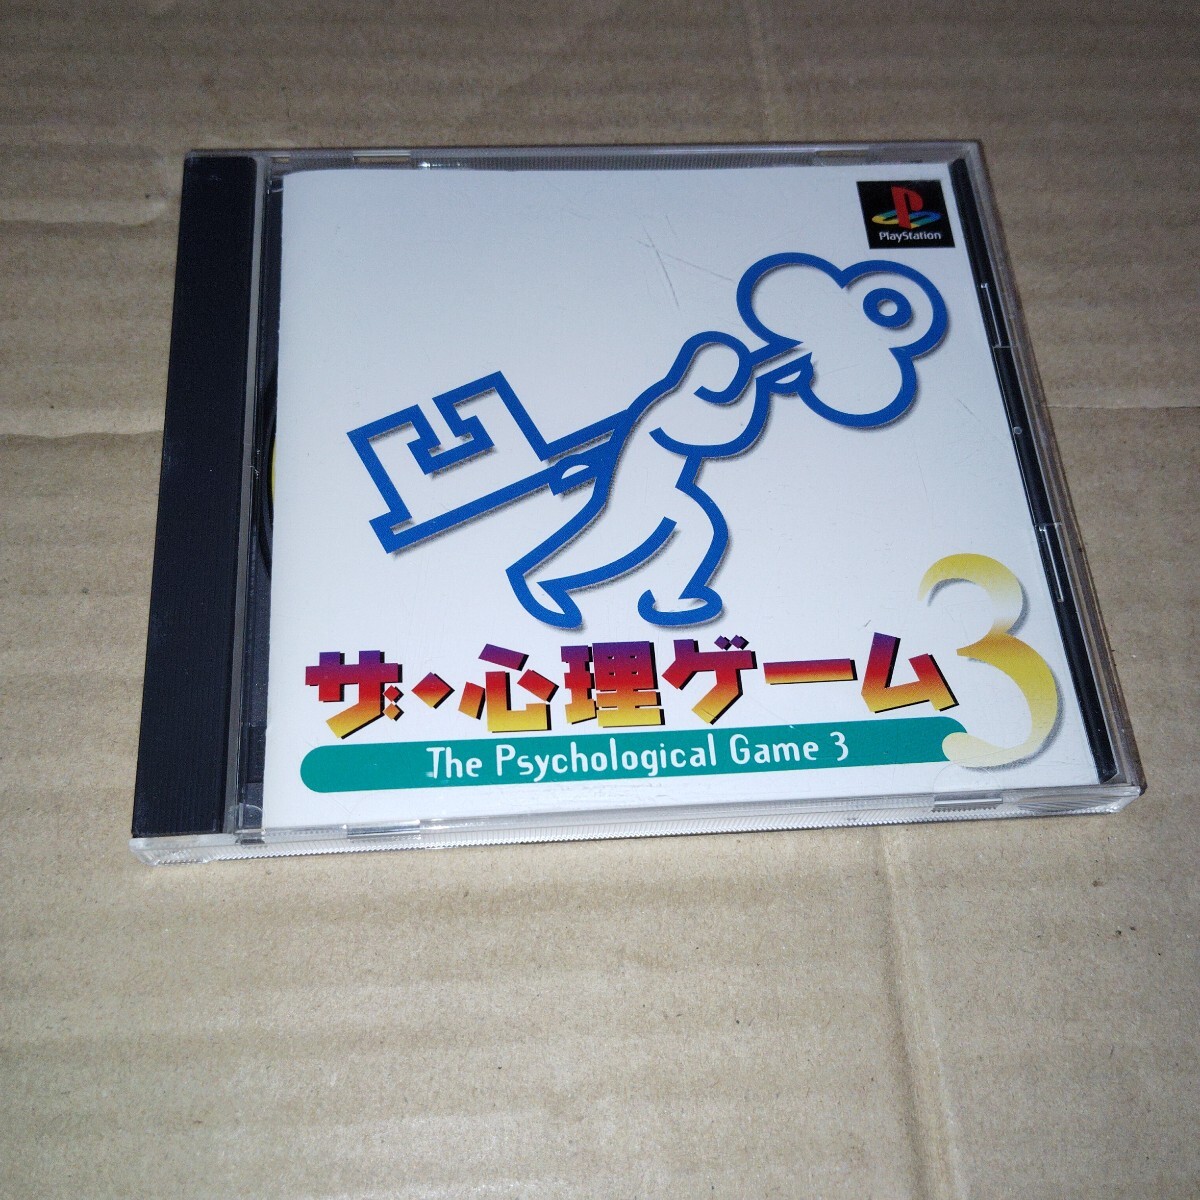 PlayStation
ザ・心理ゲーム3
The Psychological Game 3